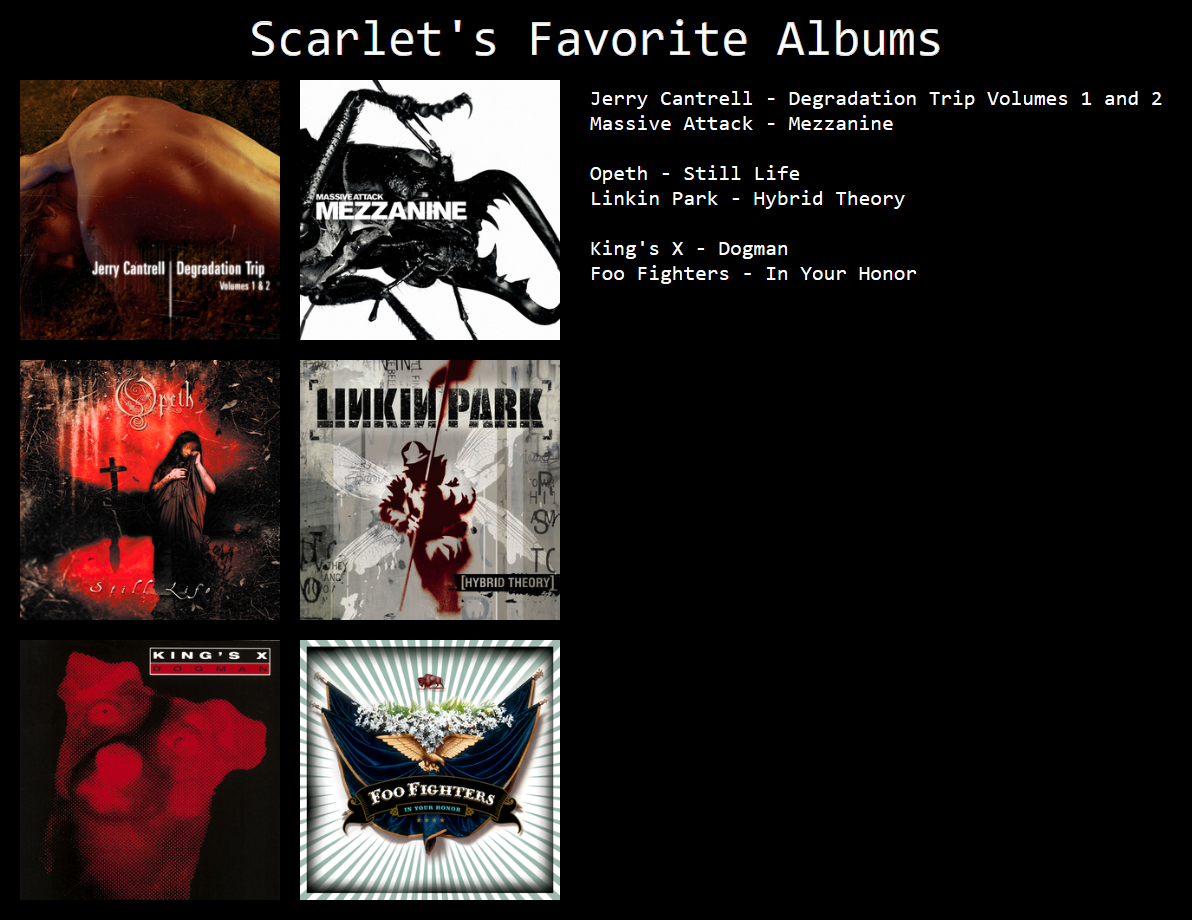 Scarlet's Favorite Albums
Jerry Cantrell - Degradation Trip Volumes 1 and 2
Massive Attack - Mezzanine
Opeth - Still Life
Linkin Park - Hybrid Theory
King's X - Dogman
Foo Fighters - In Your Honor
Jerry Cantrell | Degradation Trip
Volumes 1 & 2
MASSIVE ATTACK
MEZZANINE
Opeth
Still Life
LINKIN PARK
[HYBRID THEORY]
KING'S X
DOGMAN
FOO FIGHTERS
IN YOUR HONOR